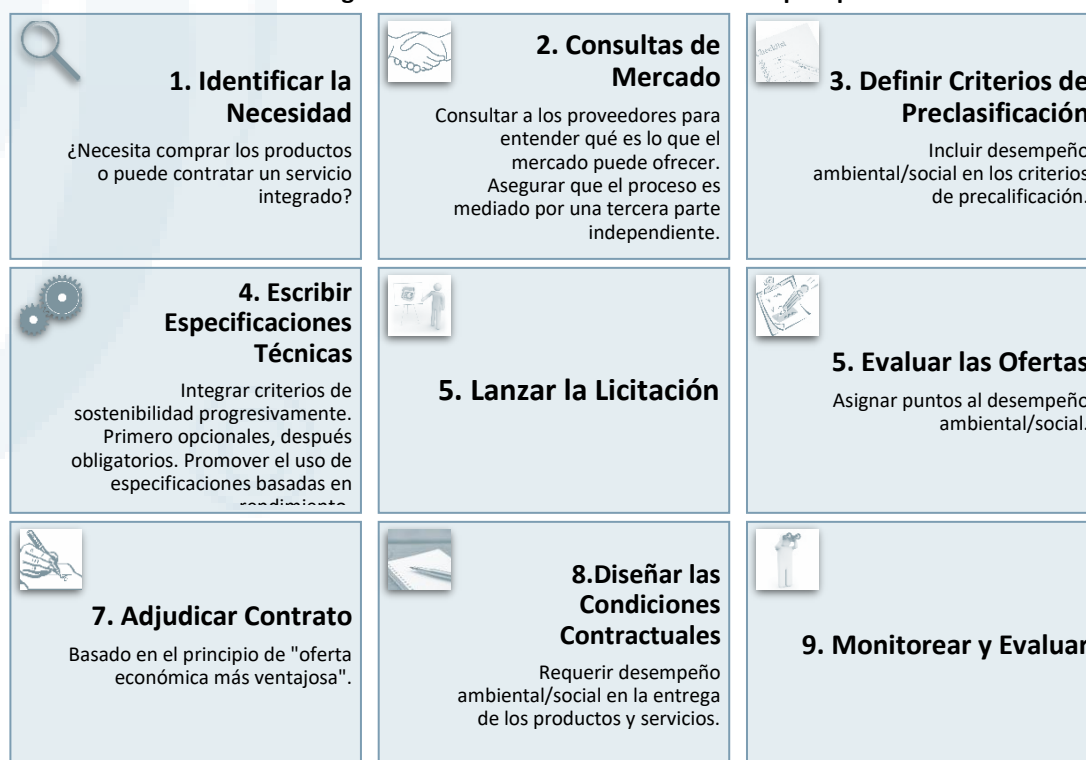 1. Identificar la
Necesidad
¿Necesita comprar los productos
o puede contratar un servicio
integrado?
2. Consultas de
Mercado
Consultar a los proveedores para
entender qué es lo que el
mercado puede ofrecer.
Asegurar que el proceso es
mediado por una tercera parte
independiente.
3. Definir Criterios de
Preclasificación
Incluir desempeño
ambiental/social en los criterios
de precalificación.
4. Escribir
Especificaciones
Técnicas
Integrar criterios de
sostenibilidad progresivamente.
Primero opcionales, después
obligatorios. Promover el uso de
especificaciones basadas en
rendimiento.
5. Lanzar la Licitación
5. Evaluar las Ofertas
Asignar puntos al desempeño
ambiental/social.
7. Adjudicar Contrato
Basado en el principio de "oferta
económica más ventajosa".
8.Diseñar las
Condiciones
Contractuales
Requerir desempeño
ambiental/social en la entrega
de los productos y servicios.
9. Monitorear y Evaluar